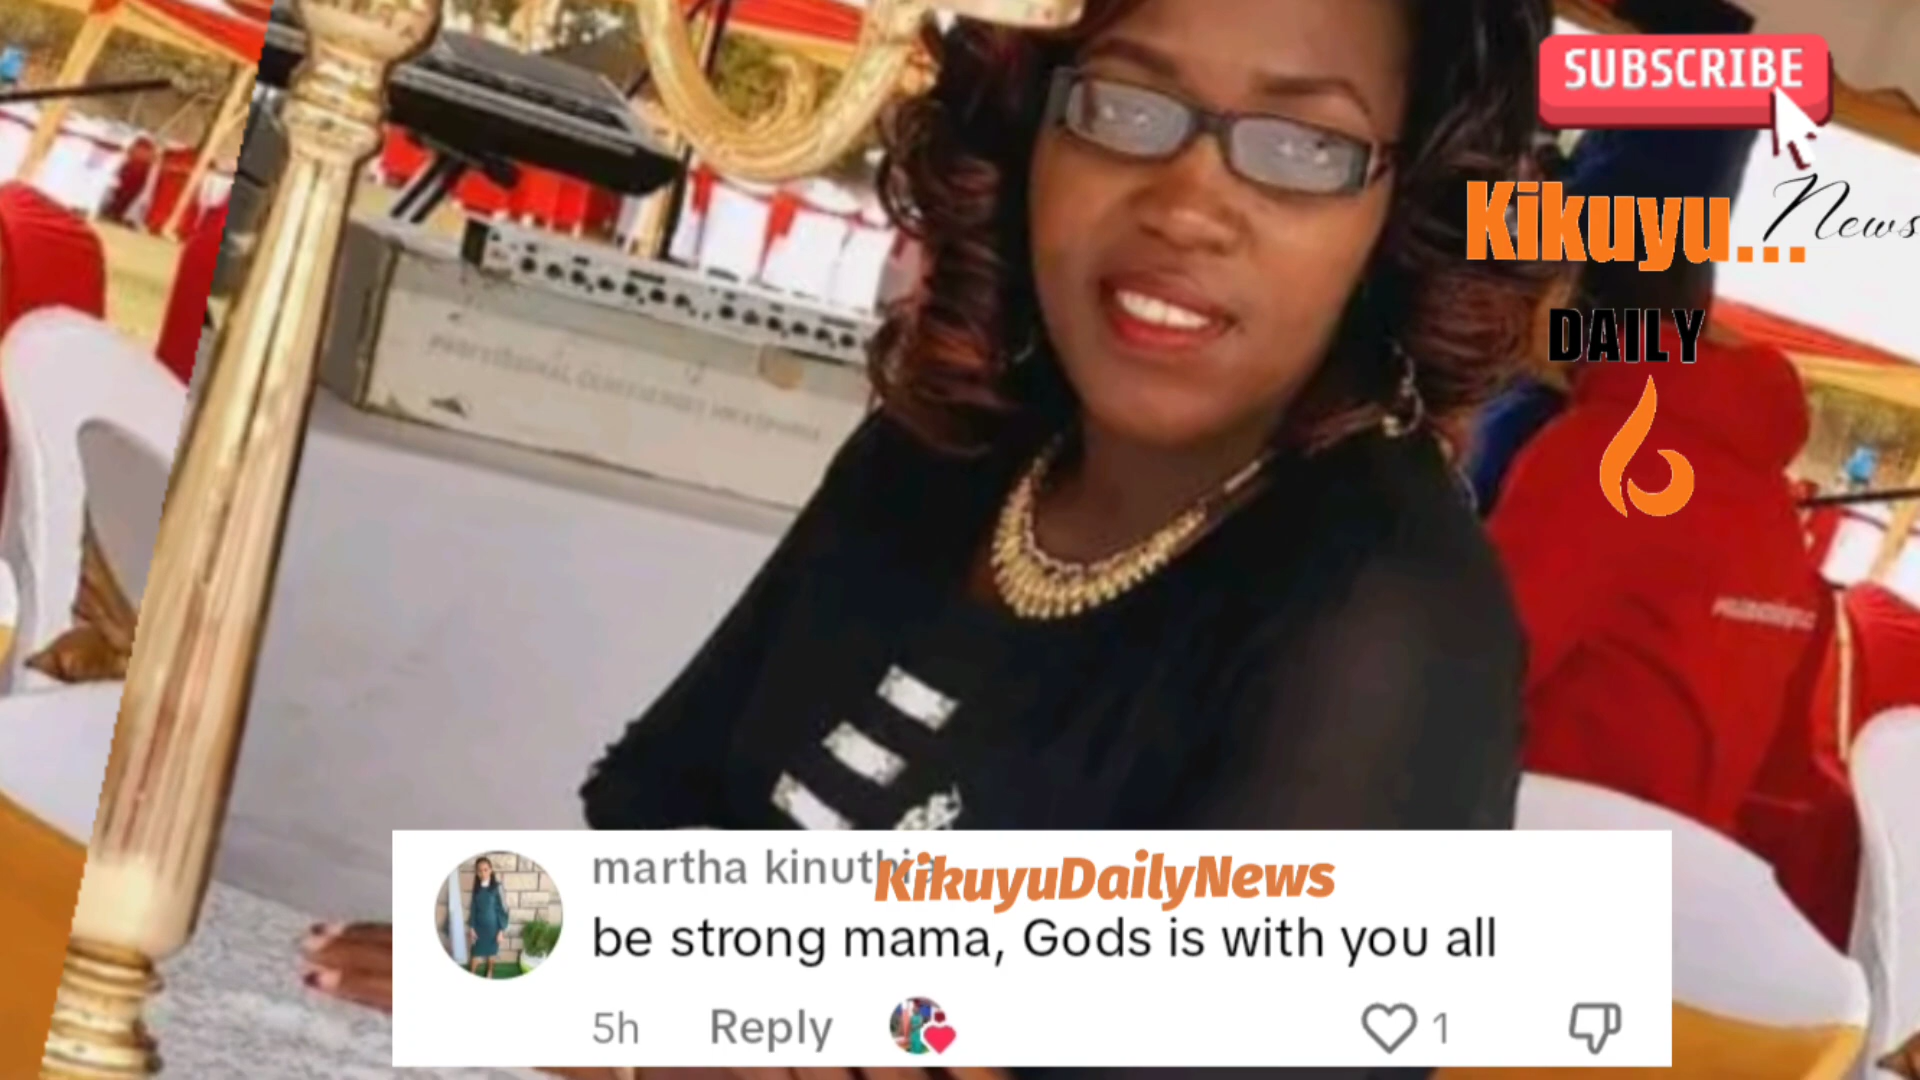 SUBSCRIBE
Kikuyu...
News
DAILY
martha kinuthia
KikuyuDailyNews
be strong mama, Gods is with you all
5h
Reply
1